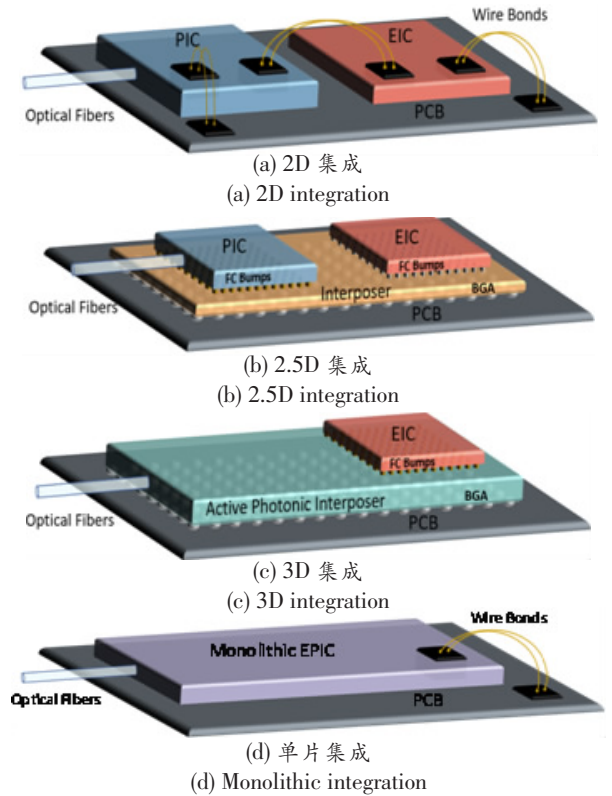 PIC
EIC
Wire Bonds
Optical Fibers
PCB
(a) 2D 集成
(a) 2D integration
PIC
EIC
FC Bumps
FC Bumps
Interposer
BGA
Optical Fibers
PCB
(b) 2.5D 集成
(b) 2.5D integration
EIC
FC Bumps
Active Photonic Interposer
BGA
Optical Fibers
PCB
(c) 3D 集成
(c) 3D integration
Wire Bonds
Monolithic EPIC
Optical Fibers
PCB
(d) 单片集成
(d) Monolithic integration